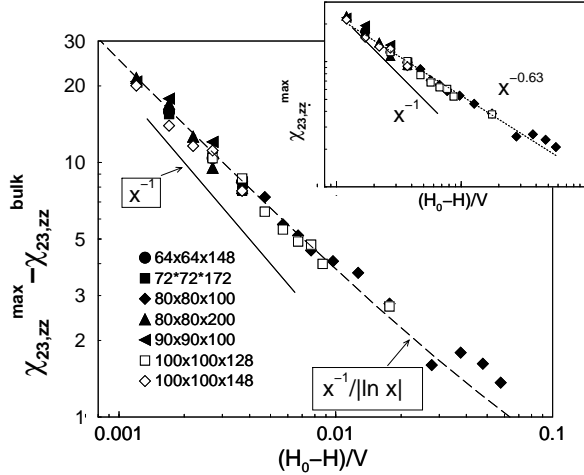 χ23,zz^max − χ23,zz^bulk
30
20
10
5
4
3
2
1
0.001
0.01
0.1
(H0−H)/V
x^−1
x^−1/|ln x|
64x64x148
72*72*172
80x80x100
80x80x200
90x90x100
100x100x128
100x100x148
χ23,zz^max
x^−1
x^−0.63
(H0−H)/V